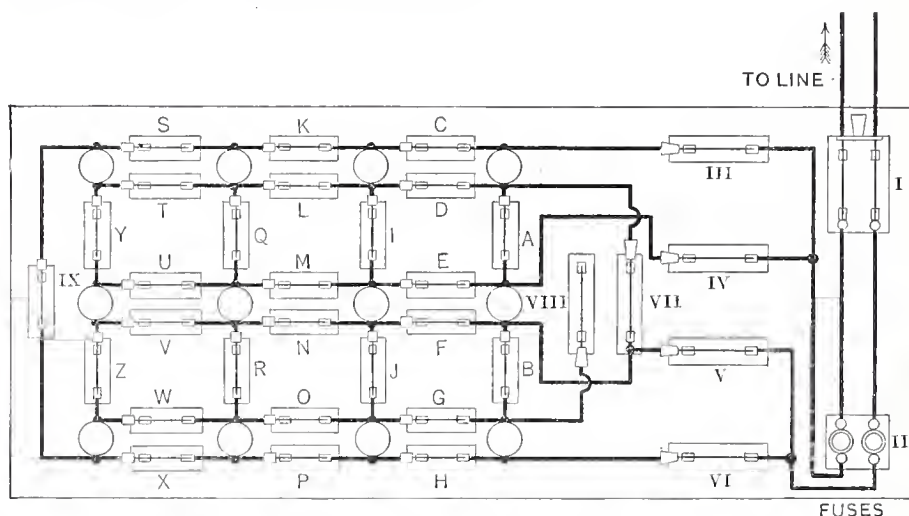 TO LINE
S K C
III
I
T L D
Y Q I A
U M E
IX VIII VII IV
V N F
Z R J B V
W O G
II
X P H VI
FUSES